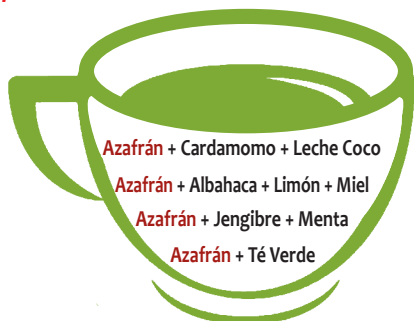 Azafrán + Cardamomo + Leche Coco
Azafrán + Albahaca + Limón + Miel
Azafrán + Jengibre + Menta
Azafrán + Té Verde